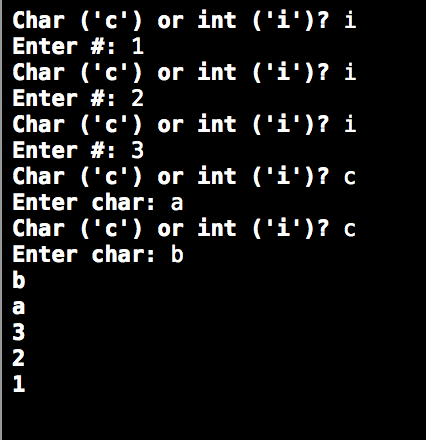 Char ('c') or int ('i')? i
Enter #: 1
Char ('c') or int ('i')? i
Enter #: 2
Char ('c') or int ('i')? i
Enter #: 3
Char ('c') or int ('i')? c
Enter char: a
Char ('c') or int ('i')? c
Enter char: b
b
a
3
2
1